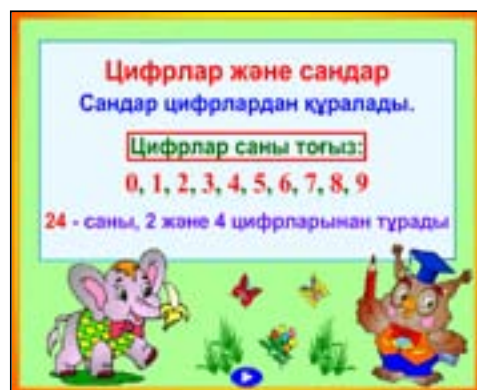 Цифрлар және сандар
Сандар цифрлардан құралады.
Цифрлар саны тоғыз:
0, 1, 2, 3, 4, 5, 6, 7, 8, 9
24 - саны, 2 және 4 цифрларынан тұрады